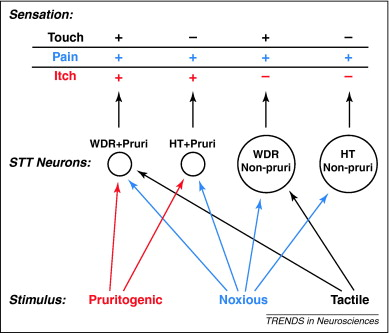 Sensation:
Touch + − + −
Pain + + + +
Itch + + − −
WDR+Pruri HT+Pruri
STT Neurons: WDR Non-pruri HT Non-pruri
Stimulus: Pruritogenic Noxious Tactile
TRENDS in Neurosciences